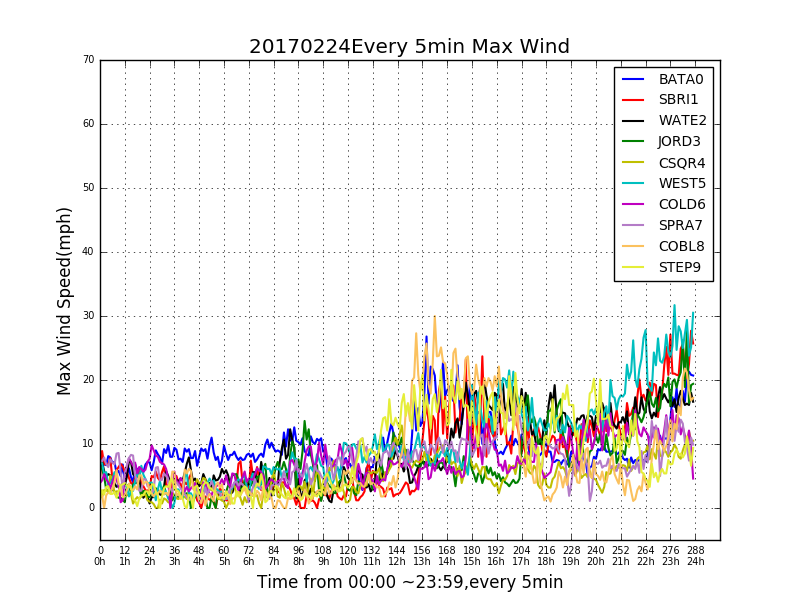 20170224Every 5min Max Wind
Max Wind Speed(mph)
70
60
50
40
30
20
10
0
BATA0
SBRI1
WATE2
JORD3
CSQR4
WEST5
COLD6
SPRA7
COBL8
STEP9
0 12 24 36 48 60 72 84 96 108 120 132 144 156 168 180 192 204 216 228 240 252 264 276 288
0h 1h 2h 3h 4h 5h 6h 7h 8h 9h 10h 11h 12h 13h 14h 15h 16h 17h 18h 19h 20h 21h 22h 23h 24h
Time from 00:00 ~23:59,every 5min